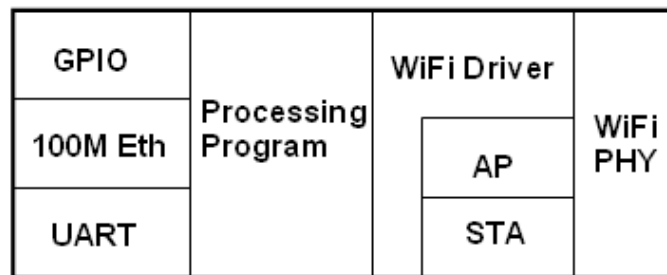 GPIO
100M Eth
UART
Processing
Program
WiFi Driver
AP
STA
WiFi
PHY